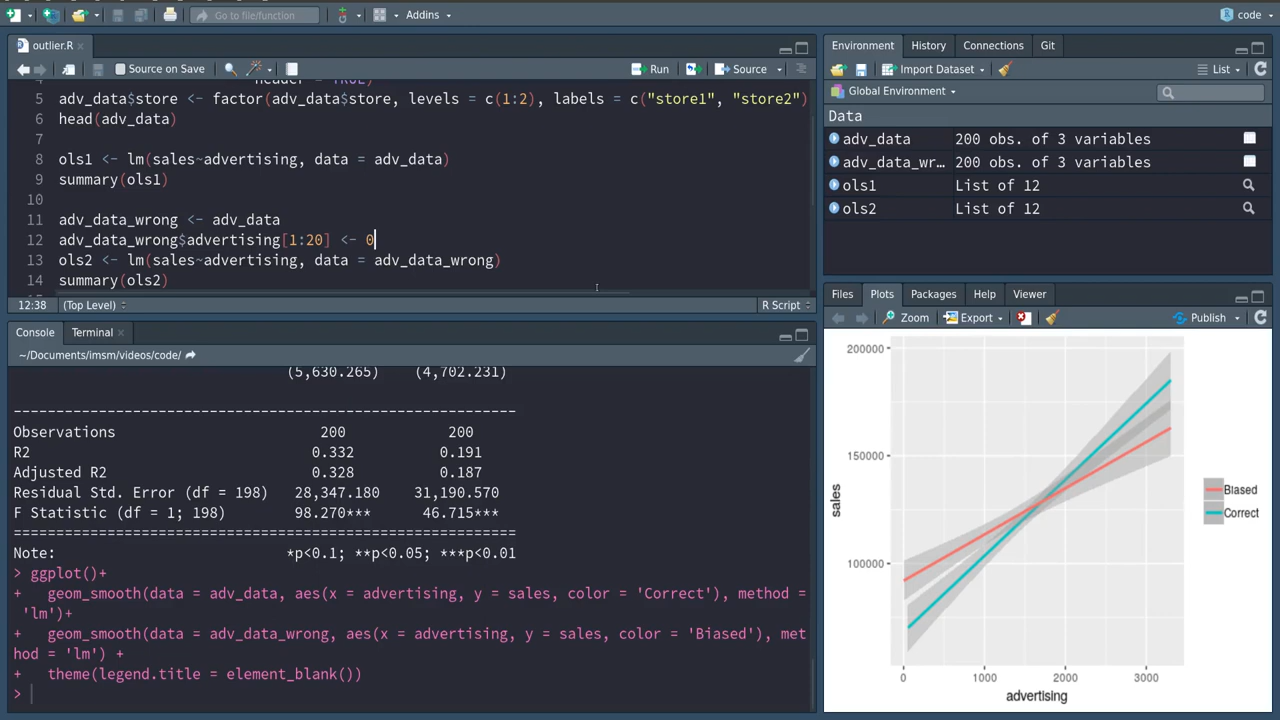 Go to file/function
Addins
code
outlier.R
Source on Save
Run
Source
4 header = TRUE)
5 adv_data$store <- factor(adv_data$store, levels = c(1:2), labels = c("store1", "store2")
6 head(adv_data)
7
8 ols1 <- lm(sales~advertising, data = adv_data)
9 summary(ols1)
10
11 adv_data_wrong <- adv_data
12 adv_data_wrong$advertising[1:20] <- 0
13 ols2 <- lm(sales~advertising, data = adv_data_wrong)
14 summary(ols2)
12:38 (Top Level) R Script
Console Terminal
~/Documents/imsm/videos/code/
(5,630.265) (4,702.231)
---------------------------------------------------------
Observations 200 200
R2 0.332 0.191
Adjusted R2 0.328 0.187
Residual Std. Error (df = 198) 28,347.180 31,190.570
F Statistic (df = 1; 198) 98.270*** 46.715***
=========================================================
Note: *p<0.1; **p<0.05; ***p<0.01
> ggplot()+
+ geom_smooth(data = adv_data, aes(x = advertising, y = sales, color = 'Correct'), method =
'lm')+
+ geom_smooth(data = adv_data_wrong, aes(x = advertising, y = sales, color = 'Biased'), met
hod = 'lm') +
+ theme(legend.title = element_blank())
>
Environment History Connections Git
Import Dataset List
Global Environment
Data
adv_data 200 obs. of 3 variables
adv_data_wr… 200 obs. of 3 variables
ols1 List of 12
ols2 List of 12
Files Plots Packages Help Viewer
Zoom Export Publish
200000
150000
100000
sales
0 1000 2000 3000
advertising
Biased
Correct